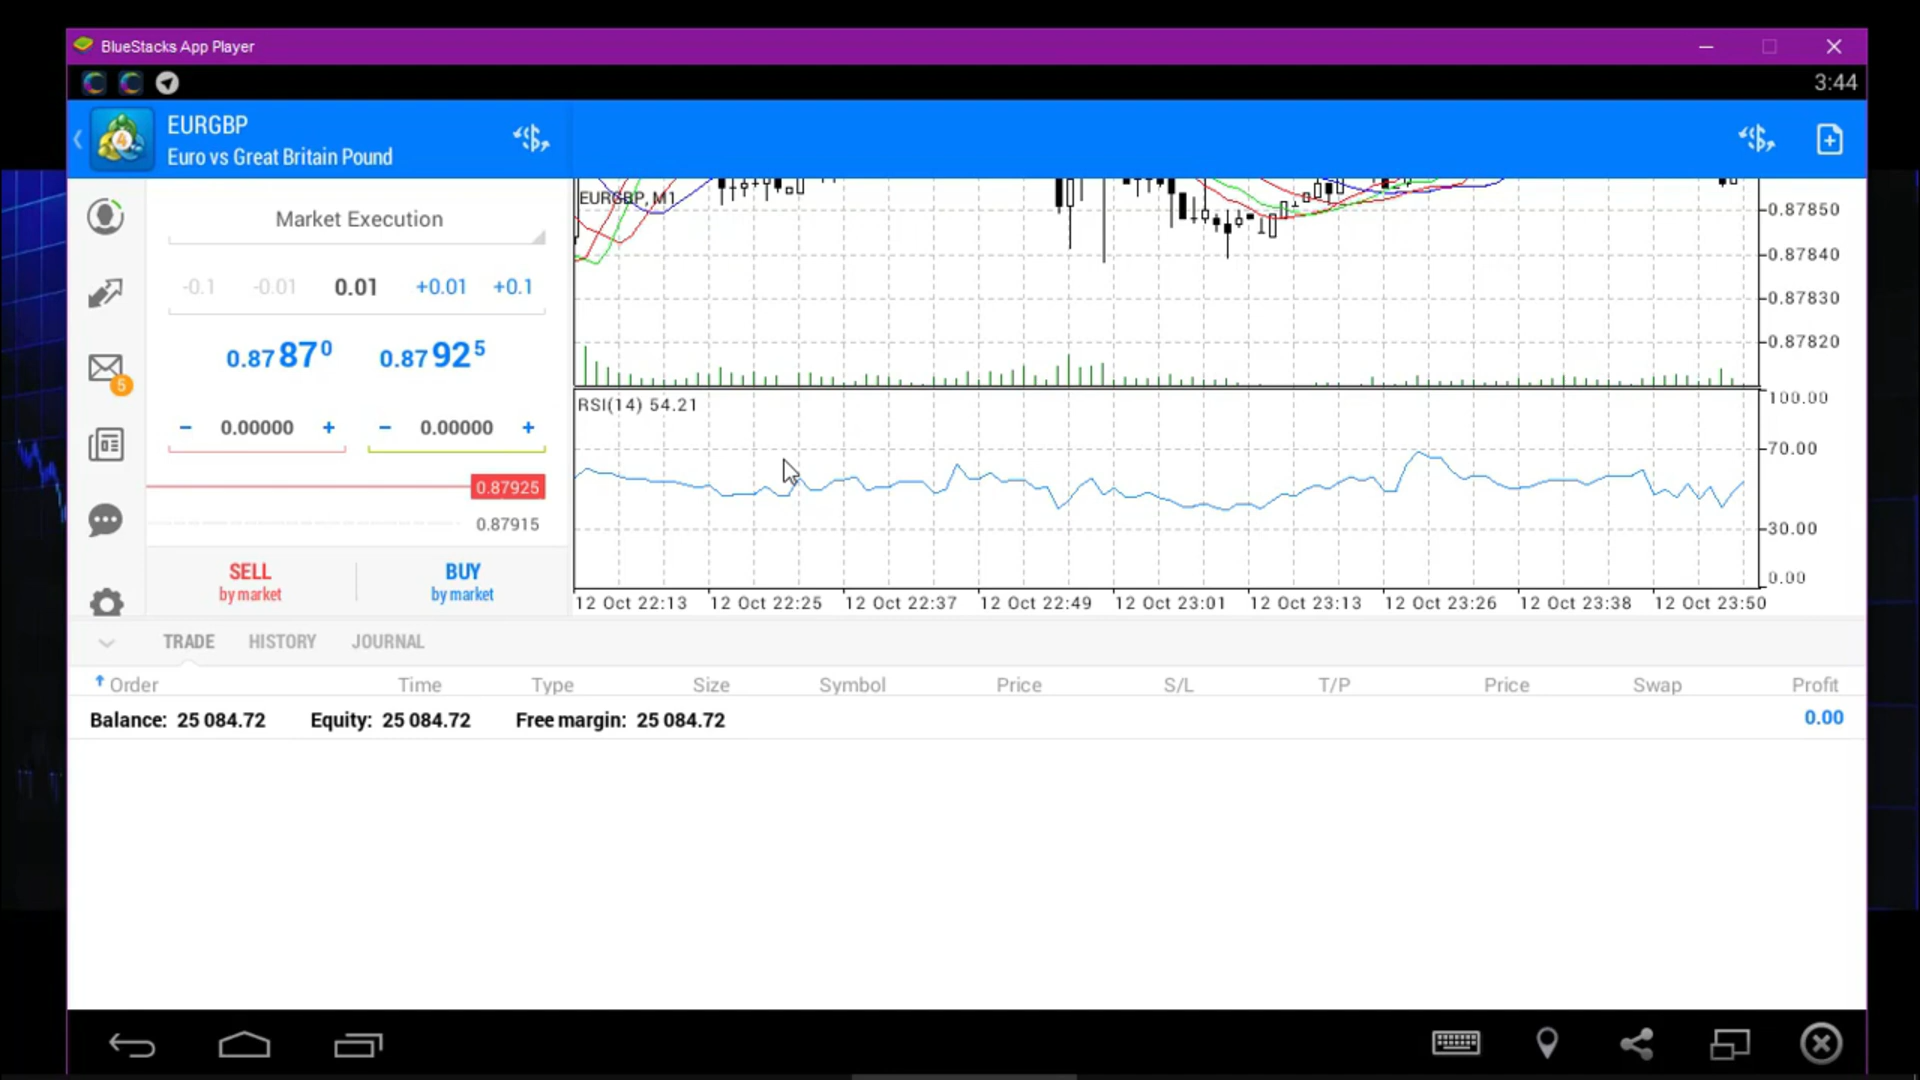 BlueStacks App Player
3:44
EURGBP
Euro vs Great Britain Pound
4
Market Execution
-0.1 -0.01 0.01 +0.01 +0.1
0.87870 0.87925
- 0.00000 + - 0.00000 +
0.87925
0.87915
SELL BUY
by market by market
5
EURGBP, M1
0.87850
0.87840
0.87830
0.87820
RSI(14) 54.21
100.00
70.00
30.00
0.00
12 Oct 22:13 12 Oct 22:25 12 Oct 22:37 12 Oct 22:49 12 Oct 23:01 12 Oct 23:13 12 Oct 23:26 12 Oct 23:38 12 Oct 23:50
TRADE HISTORY JOURNAL
Order Time Type Size Symbol Price S/L T/P Price Swap Profit
Balance: 25 084.72 Equity: 25 084.72 Free margin: 25 084.72 0.00